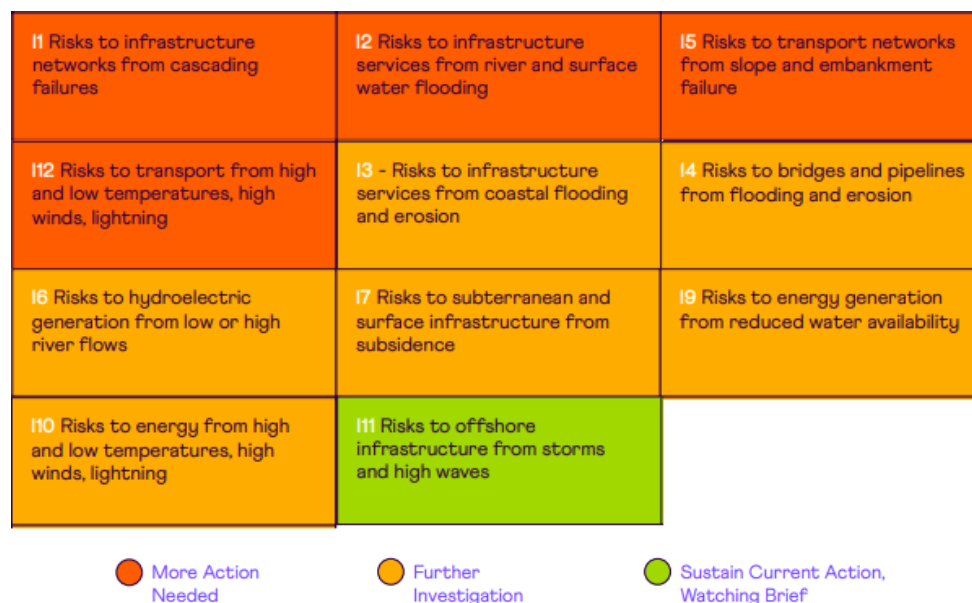 I1 Risks to infrastructure
networks from cascading
failures
I2 Risks to infrastructure
services from river and surface
water flooding
I5 Risks to transport networks
from slope and embankment
failure
I12 Risks to transport from high
and low temperatures, high
winds, lightning
I3 - Risks to infrastructure
services from coastal flooding
and erosion
I4 Risks to bridges and pipelines
from flooding and erosion
I6 Risks to hydroelectric
generation from low or high
river flows
I7 Risks to subterranean and
surface infrastructure from
subsidence
I9 Risks to energy generation
from reduced water availability
I10 Risks to energy from high
and low temperatures, high
winds, lightning
I11 Risks to offshore
infrastructure from storms
and high waves
More Action
Needed
Further
Investigation
Sustain Current Action,
Watching Brief